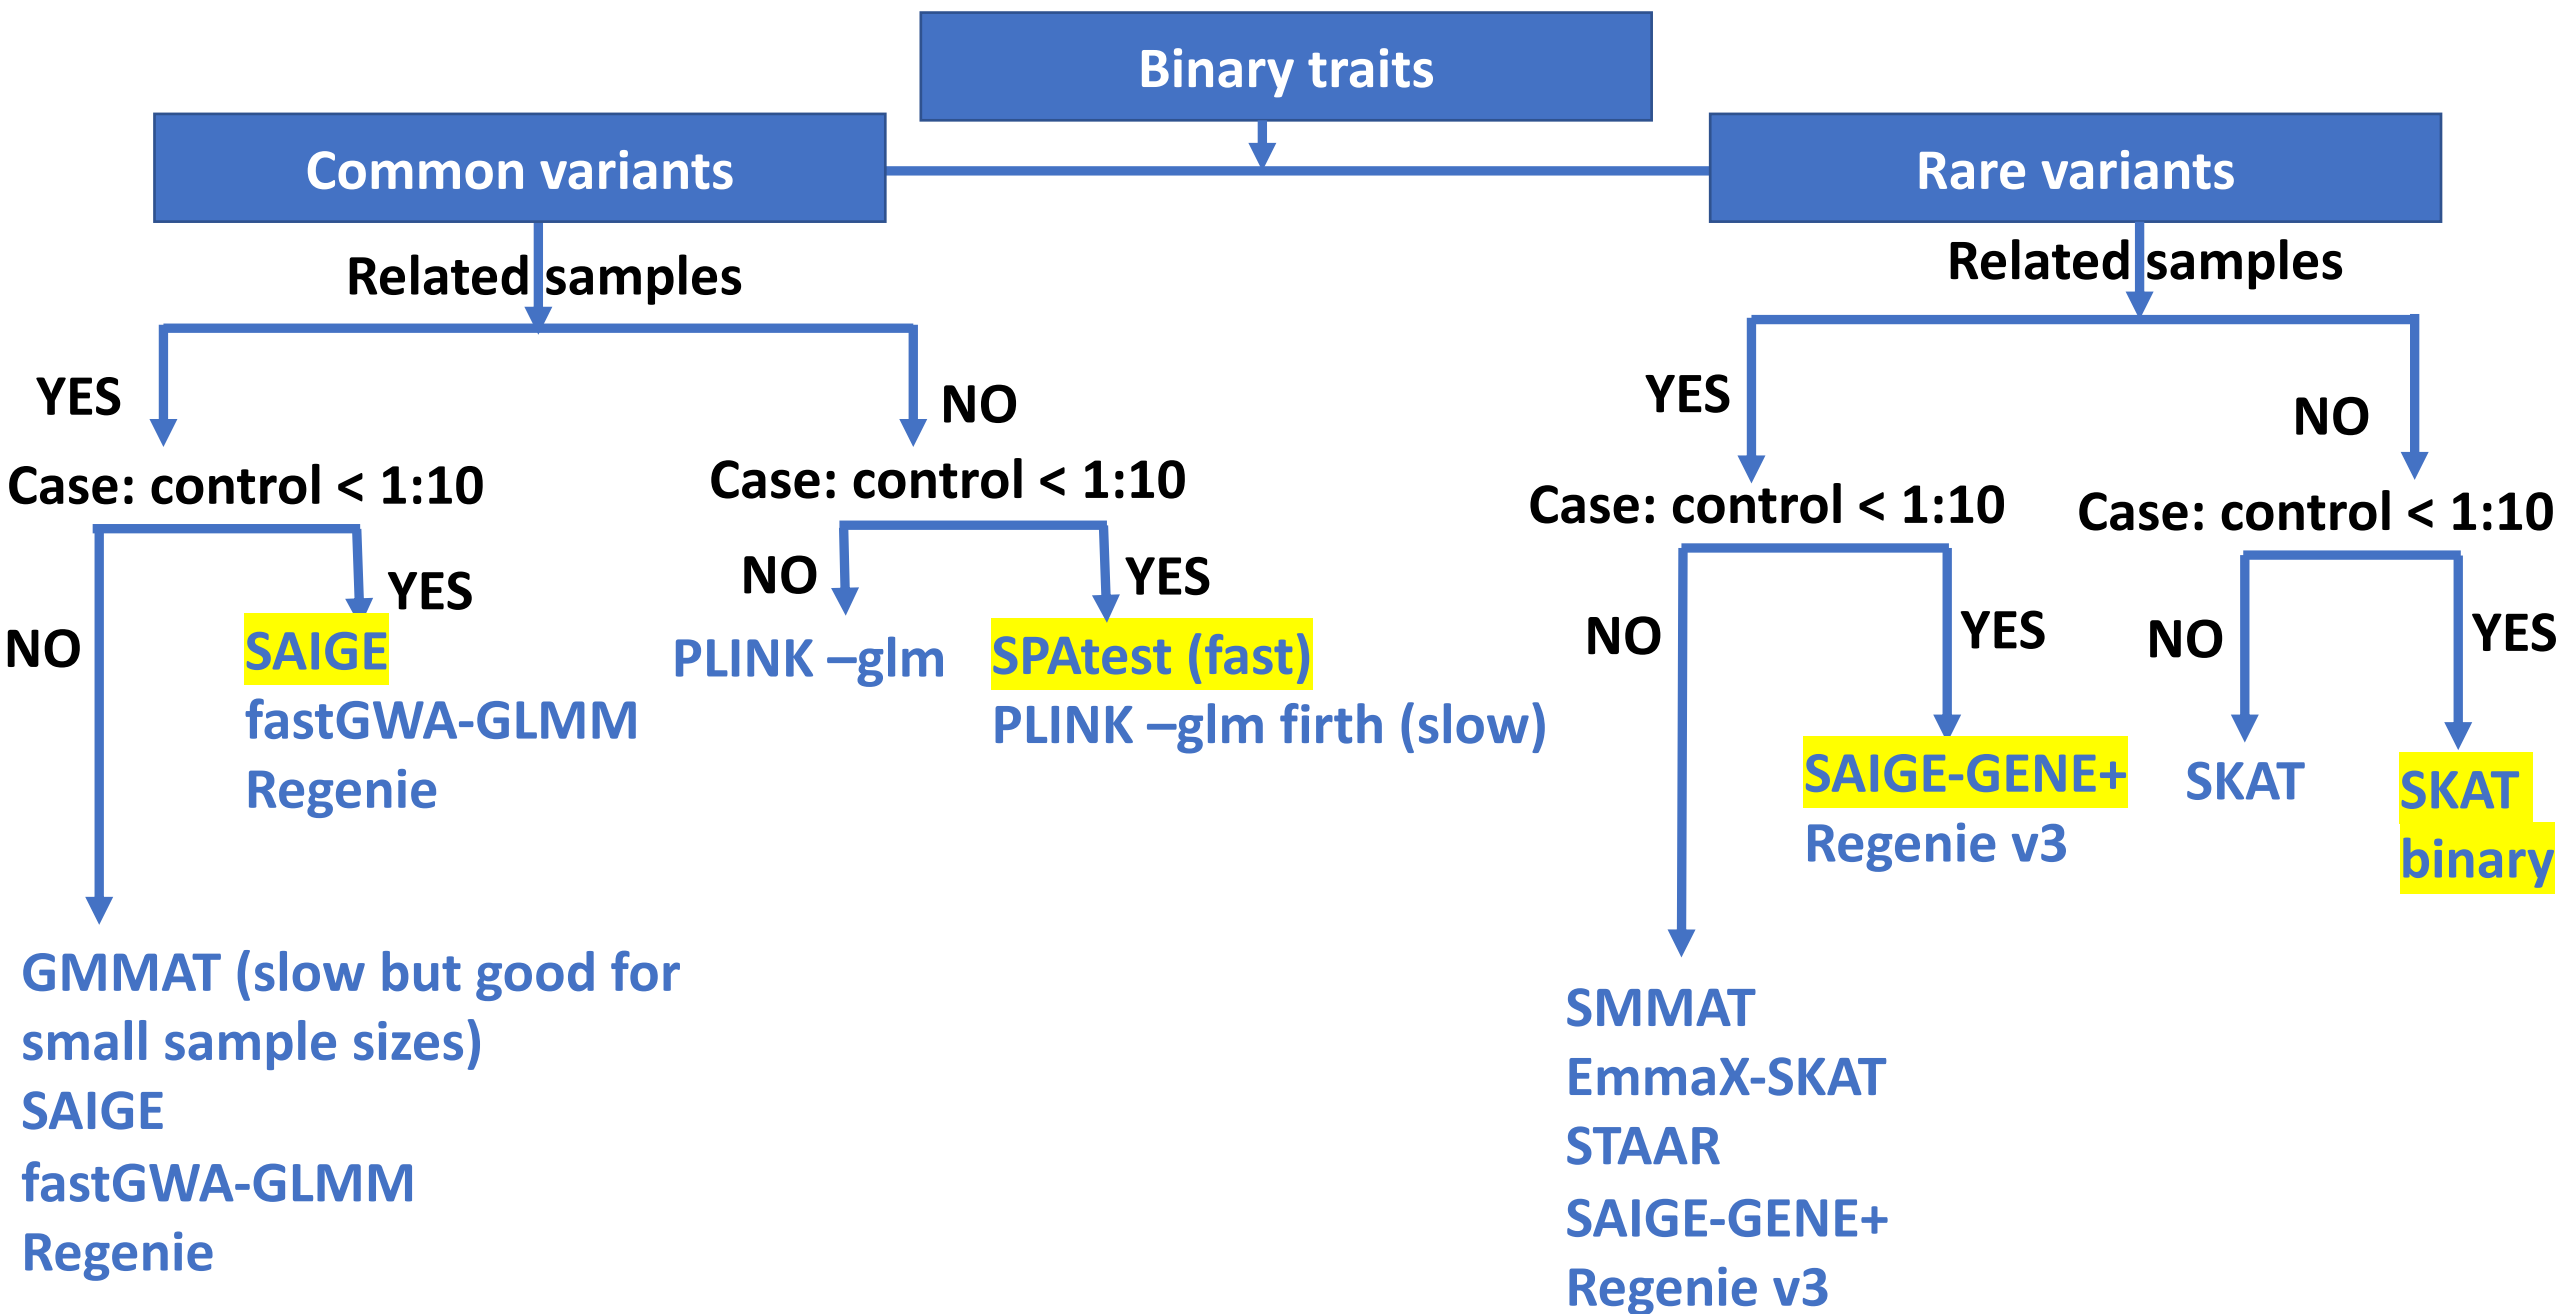 Binary traits
Common variants
Rare variants
Related samples
YES
NO
Case: control < 1:10
NO
YES
SAIGE
fastGWA-GLMM
Regenie
GMMAT (slow but good for
small sample sizes)
SAIGE
fastGWA-GLMM
Regenie
Case: control < 1:10
NO
YES
PLINK –glm
SPAtest (fast)
PLINK –glm firth (slow)
Related samples
YES
NO
Case: control < 1:10
NO
YES
SAIGE-GENE+
Regenie v3
SMMAT
EmmaX-SKAT
STAAR
SAIGE-GENE+
Regenie v3
Case: control < 1:10
NO
YES
SKAT
SKAT
binary